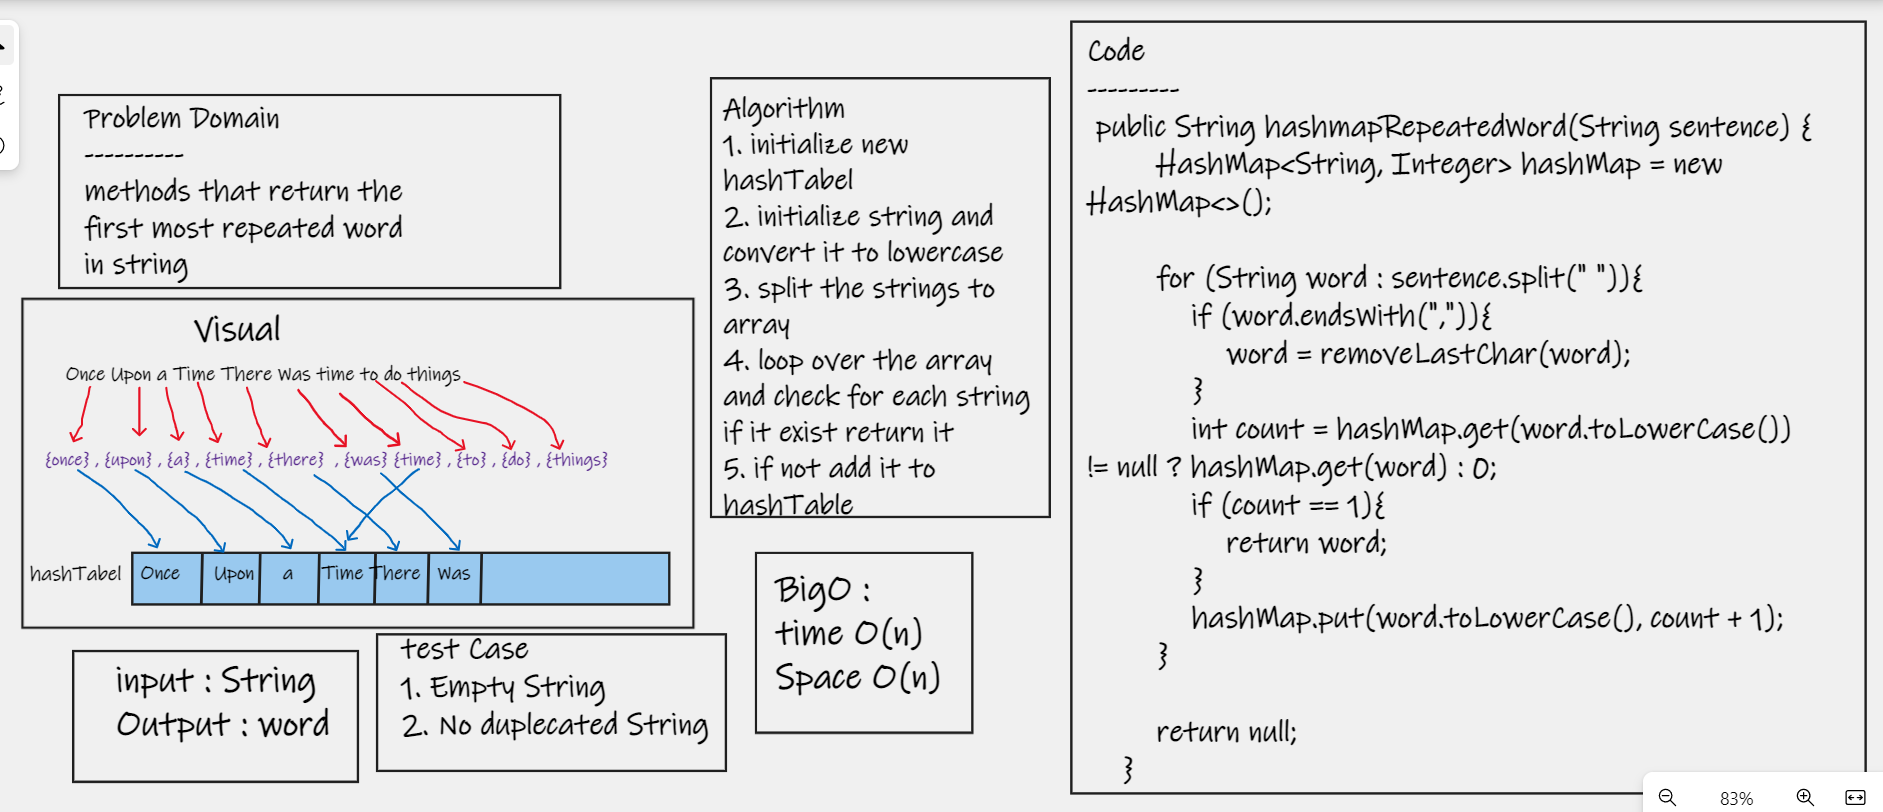 Problem Domain
----------
methods that return the
first most repeated word
in string
Visual
Once Upon a Time There Was time to do things
{once} , {upon} , {a} , {time} , {there} , {was} {time} , {to} , {do} , {things}
hashTabel Once Upon a Time There Was
input : String
Output : word
test Case
1. Empty String
2. No duplecated String
Algorithm
1. initialize new
hashTabel
2. initialize string and
convert it to lowercase
3. split the strings to
array
4. loop over the array
and check for each string
if it exist return it
5. if not add it to
hashTable
BigO :
time O(n)
Space O(n)
Code
---------
public String hashmapRepeatedWord(String sentence) {
HashMap<String, Integer> hashMap = new
HashMap<>();
for (String word : sentence.split(" ")){
if (word.endsWith(",")){
word = removeLastChar(word);
}
int count = hashMap.get(word.toLowerCase())
!= null ? hashMap.get(word) : 0;
if (count == 1){
return word;
}
hashMap.put(word.toLowerCase(), count + 1);
}
return null;
}
83%